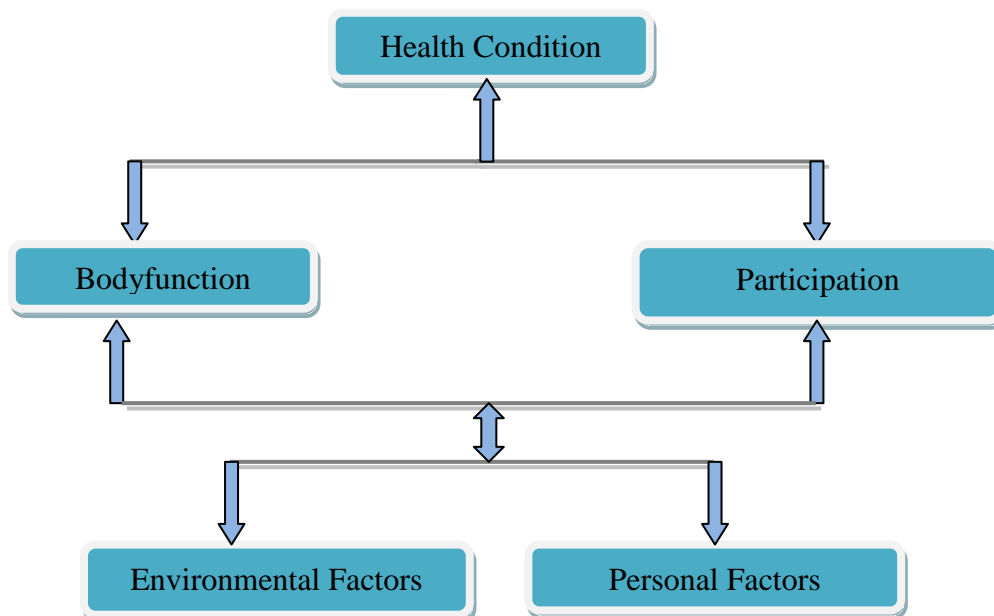 Health Condition
Bodyfunction
Participation
Environmental Factors
Personal Factors